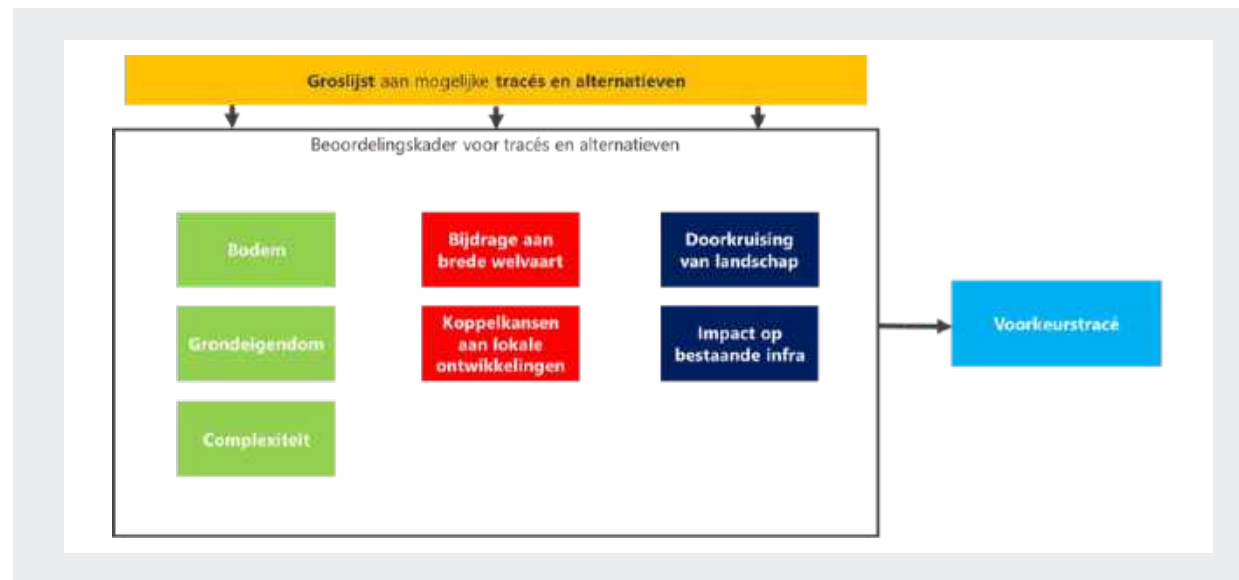 Groslijst aan mogelijke tracés en alternatieven
Beoordelingskader voor tracés en alternatieven
Bodem
Grondeigendom
Complexiteit
Bijdrage aan
brede welvaart
Koppelkansen
aan lokale
ontwikkelingen
Doorkruising
van landschap
Impact op
bestaande infra
Voorkeurstracé